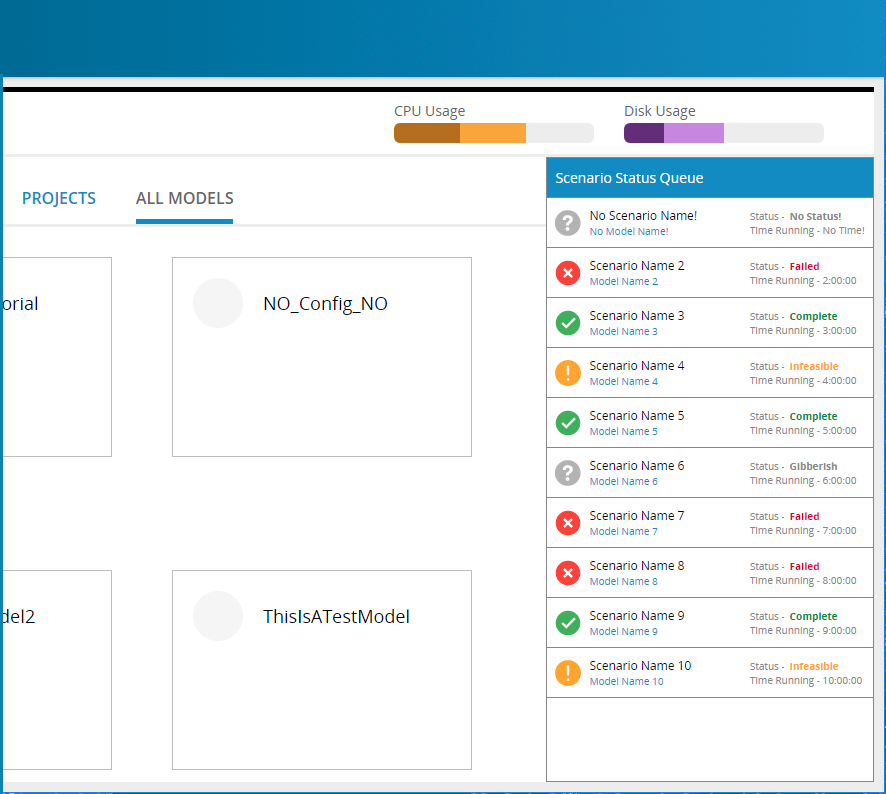 CPU Usage
Disk Usage
PROJECTS
ALL MODELS
orial
NO_Config_NO
del2
ThisIsATestModel
Scenario Status Queue
No Scenario Name!
Status - No Status!
No Model Name!
Time Running - No Time!
Scenario Name 2
Status - Failed
Model Name 2
Time Running - 2:00:00
Scenario Name 3
Status - Complete
Model Name 3
Time Running - 3:00:00
Scenario Name 4
Status - Infeasible
Model Name 4
Time Running - 4:00:00
Scenario Name 5
Status - Complete
Model Name 5
Time Running - 5:00:00
Scenario Name 6
Status - Gibberish
Model Name 6
Time Running - 6:00:00
Scenario Name 7
Status - Failed
Model Name 7
Time Running - 7:00:00
Scenario Name 8
Status - Failed
Model Name 8
Time Running - 8:00:00
Scenario Name 9
Status - Complete
Model Name 9
Time Running - 9:00:00
Scenario Name 10
Status - Infeasible
Model Name 10
Time Running - 10:00:00